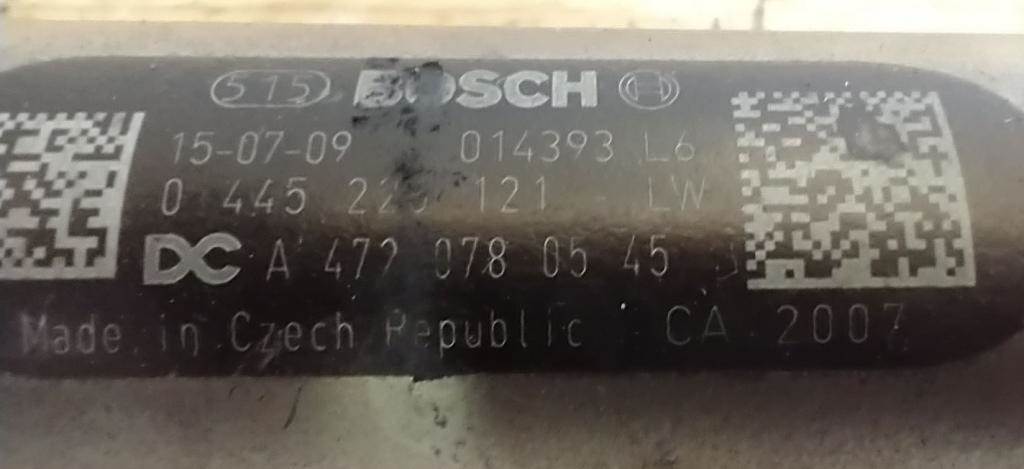 515 BOSCH
15-07-09 014393 L6
0 445 226 121 - LW
DC A 472 078 05 45
Made in Czech Republic CA 2007